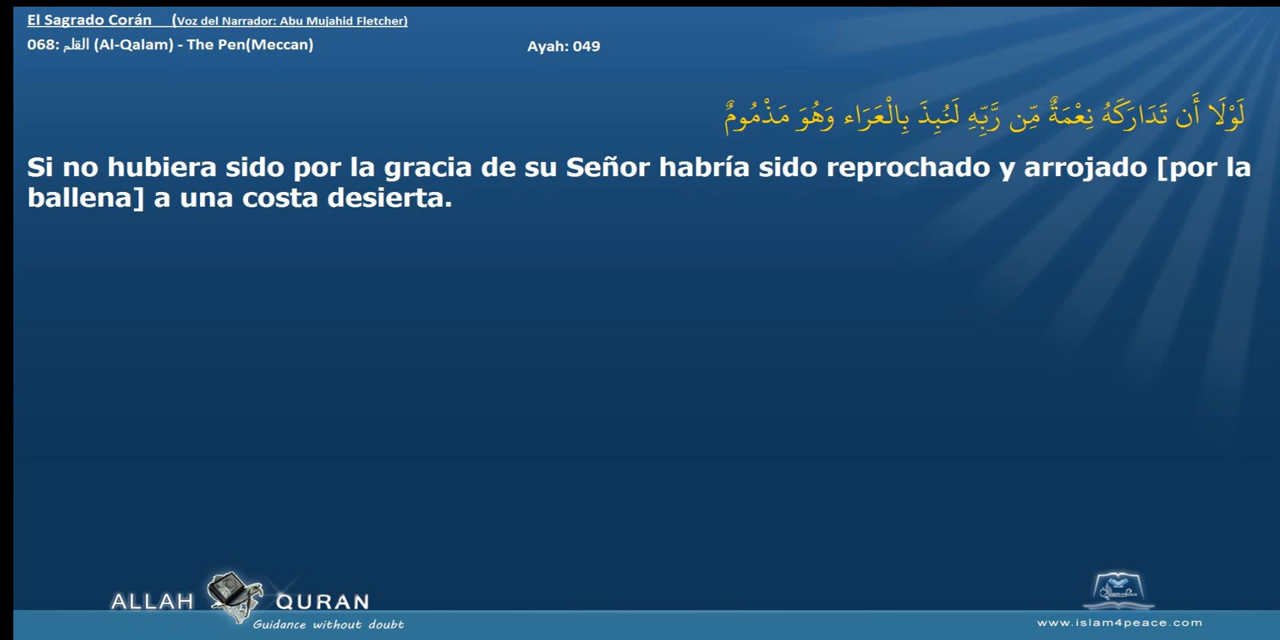 El Sagrado Corán (Voz del Narrador: Abu Mujahid Fletcher)
068: القلم (Al-Qalam) - The Pen(Meccan) Ayah: 049
لَوْلَا أَن تَدَارَكَهُ نِعْمَةٌ مِّن رَّبِّهِ لَنُبِذَ بِالْعَرَاء وَهُوَ مَذْمُومٌ
Si no hubiera sido por la gracia de su Señor habría sido reprochado y arrojado [por la
ballena] a una costa desierta.
ALLAH QURAN
Guidance without doubt
www.islam4peace.com